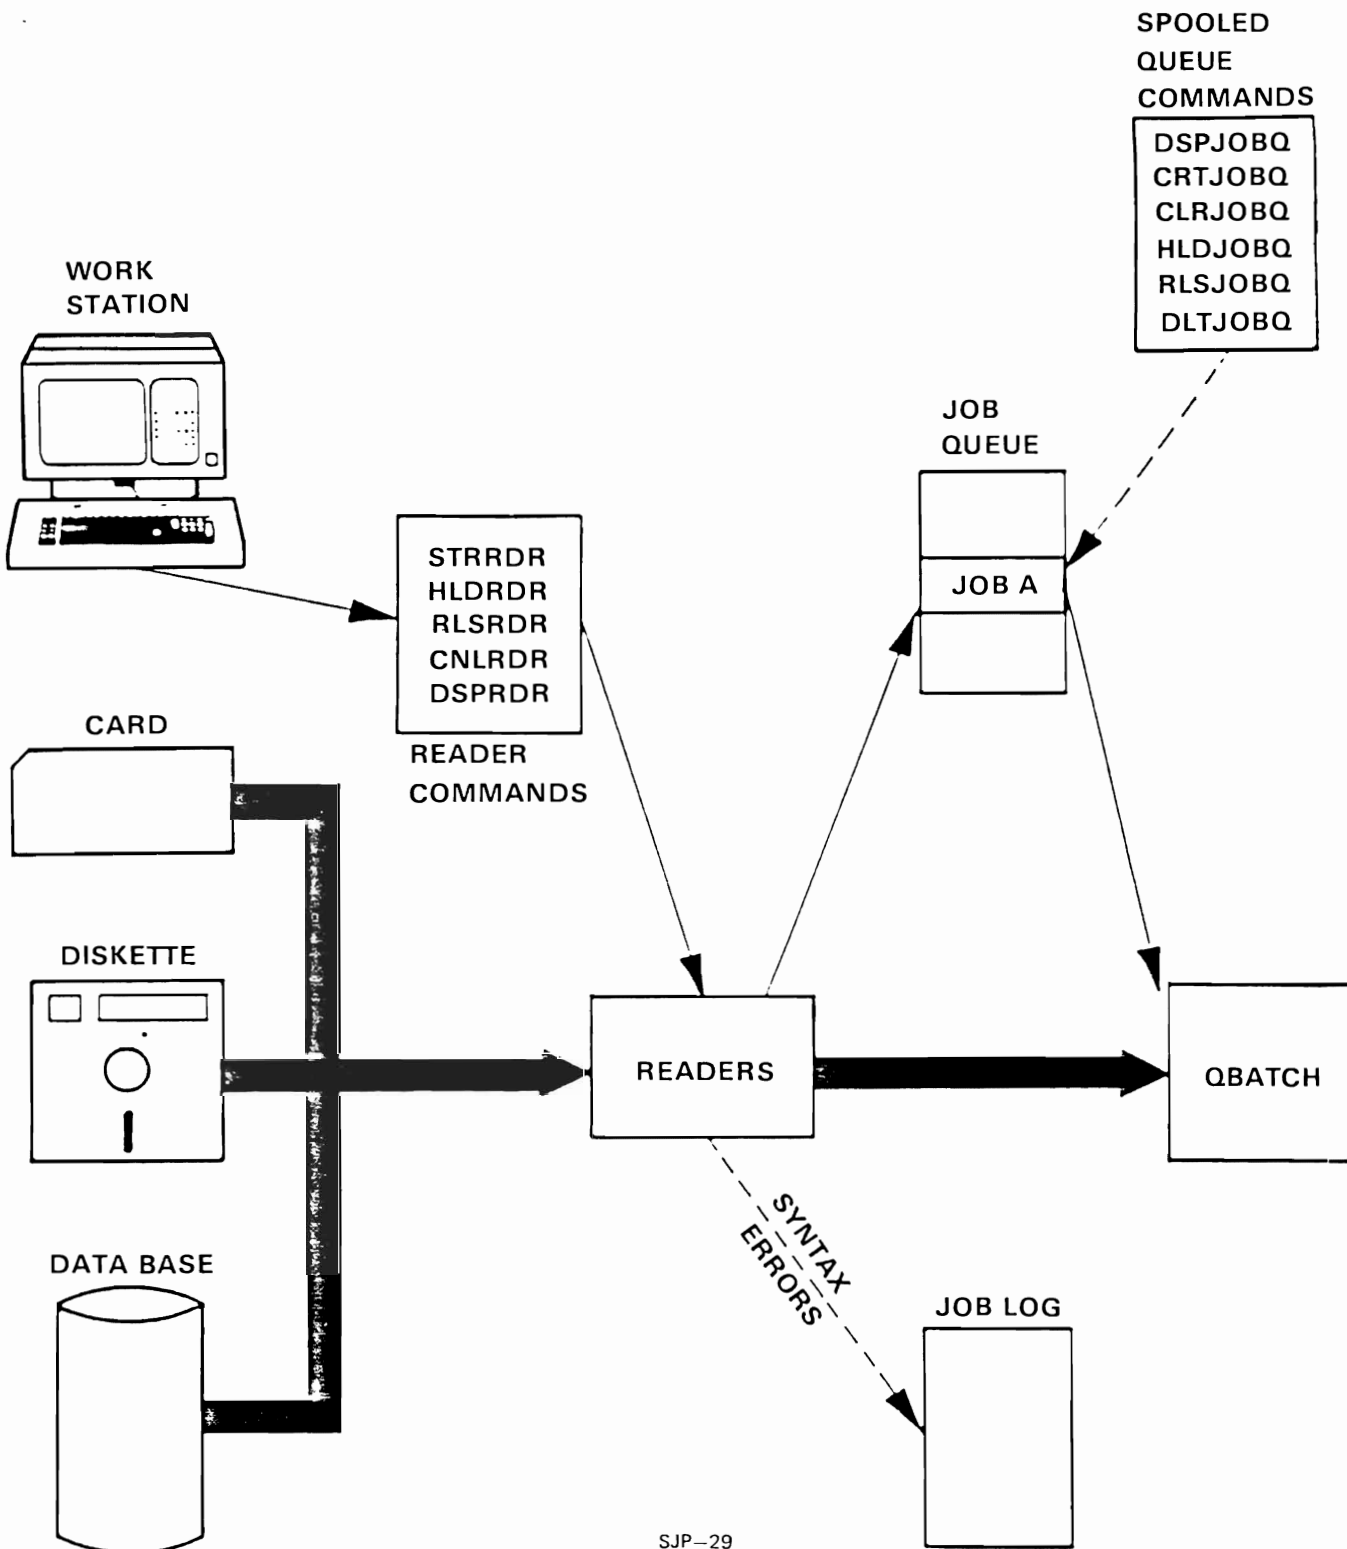 SPOOLED
QUEUE
COMMANDS
DSPJOBQ
CRTJOBQ
CLRJOBQ
HLDJOBQ
RLSJOBQ
DLTJOBQ
WORK
STATION
JOB
QUEUE
JOB A
STRRDR
HLDRDR
RLSRDR
CNLRDR
DSPRDR
READER
COMMANDS
CARD
DISKETTE
READERS
QBATCH
SYNTAX
ERRORS
DATA BASE
JOB LOG
SJP-29